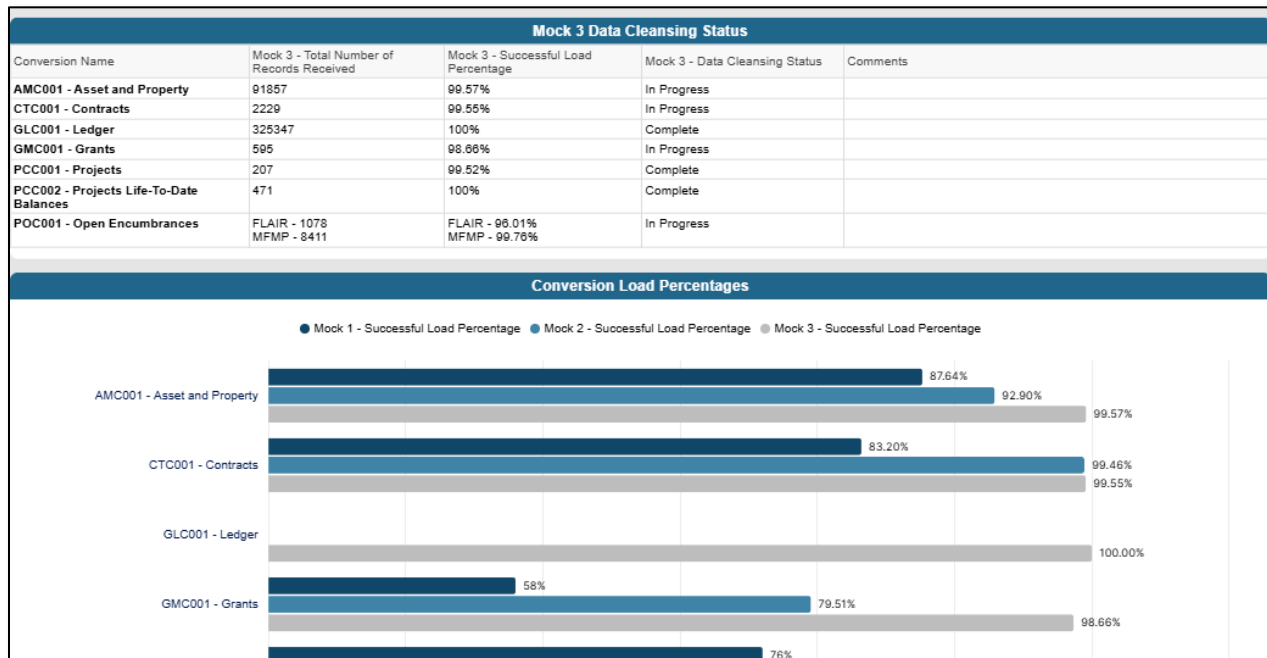 Mock 3 Data Cleansing Status
Conversion Name
Mock 3 - Total Number of
Records Received
Mock 3 - Successful Load
Percentage
Mock 3 - Data Cleansing Status
Comments
AMC001 - Asset and Property 91857 99.57% In Progress
CTC001 - Contracts 2229 99.55% In Progress
GLC001 - Ledger 325347 100% Complete
GMC001 - Grants 595 98.66% In Progress
PCC001 - Projects 207 99.52% Complete
PCC002 - Projects Life-To-Date
Balances
471 100% Complete
POC001 - Open Encumbrances
FLAIR - 1078
MFMP - 8411
FLAIR - 96.01%
MFMP - 99.76%
In Progress
Conversion Load Percentages
Mock 1 - Successful Load Percentage Mock 2 - Successful Load Percentage Mock 3 - Successful Load Percentage
AMC001 - Asset and Property
87.64%
92.90%
99.57%
CTC001 - Contracts
83.20%
99.46%
99.55%
GLC001 - Ledger
100.00%
GMC001 - Grants
58%
79.51%
98.66%
76%